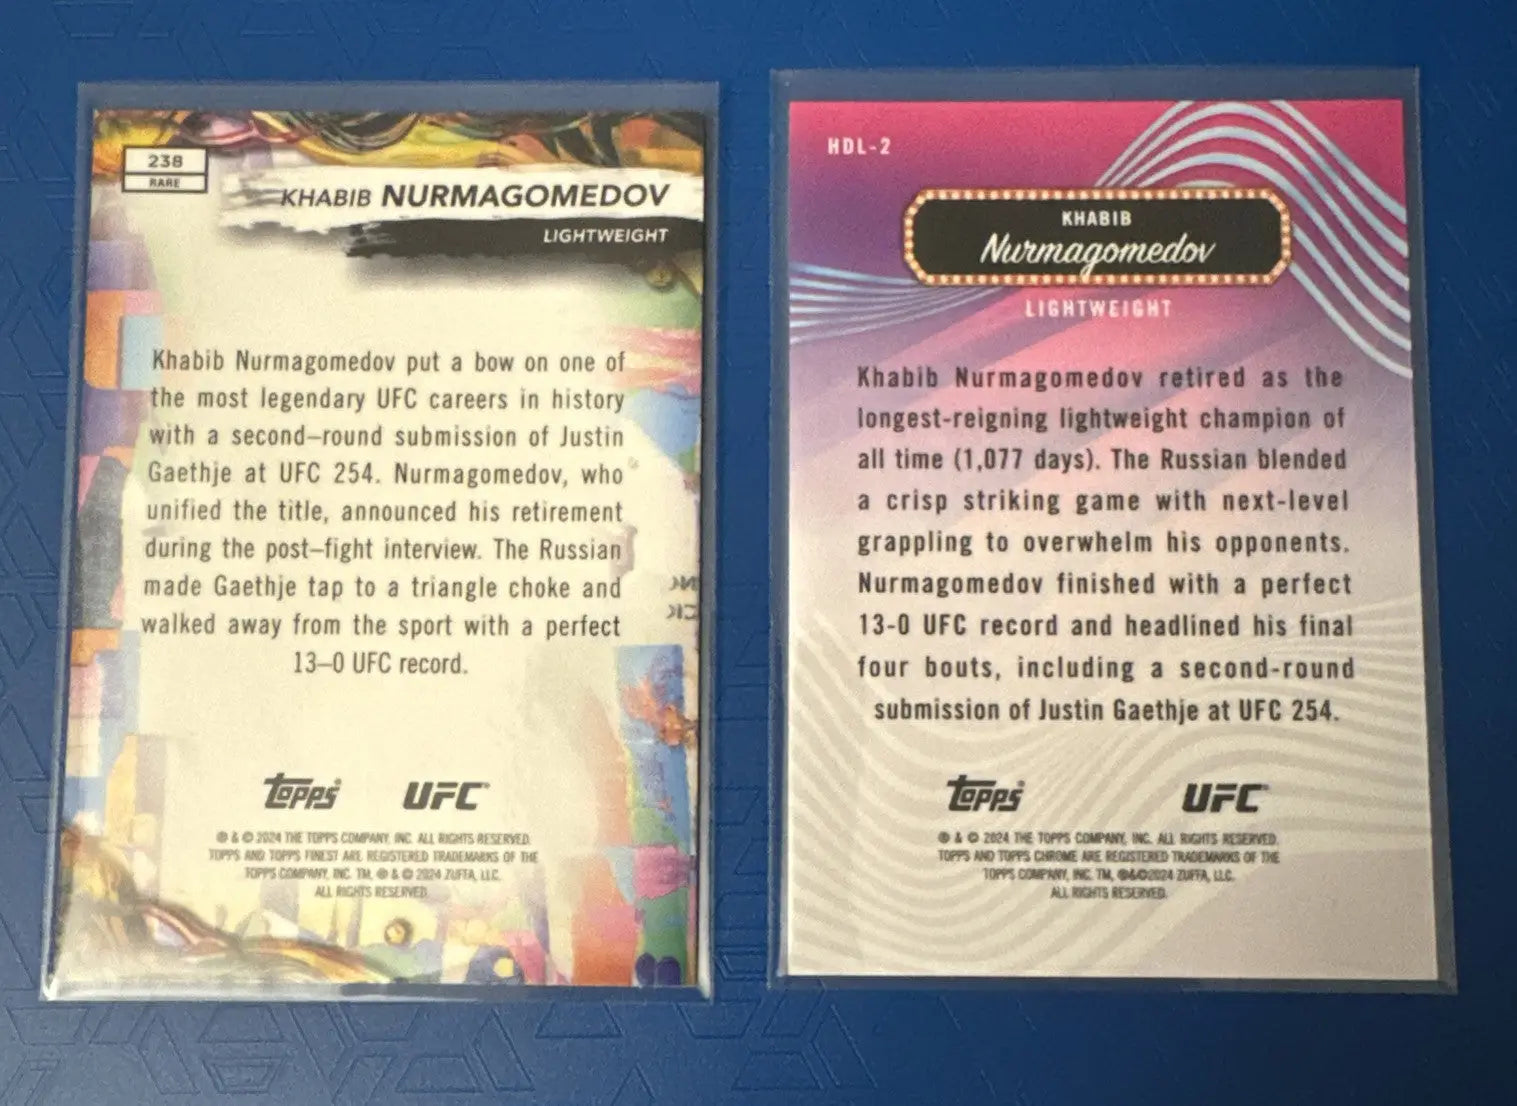 238
RARE
KHABIB NURMAGOMEDOV
LIGHTWEIGHT
Khabib Nurmagomedov put a bow on one of
the most legendary UFC careers in history
with a second–round submission of Justin
Gaethje at UFC 254. Nurmagomedov, who
unified the title, announced his retirement
during the post–fight interview. The Russian
made Gaethje tap to a triangle choke and
walked away from the sport with a perfect
13–0 UFC record.
Topps UFC
® & © 2024 THE TOPPS COMPANY, INC. ALL RIGHTS RESERVED.
TOPPS AND TOPPS FINEST ARE REGISTERED TRADEMARKS OF THE
TOPPS COMPANY, INC. TM, ® & © 2024 ZUFFA, LLC.
ALL RIGHTS RESERVED.
HDL-2
KHABIB
Nurmagomedov
LIGHTWEIGHT
Khabib Nurmagomedov retired as the
longest-reigning lightweight champion of
all time (1,077 days). The Russian blended
a crisp striking game with next-level
grappling to overwhelm his opponents.
Nurmagomedov finished with a perfect
13-0 UFC record and headlined his final
four bouts, including a second-round
submission of Justin Gaethje at UFC 254.
Topps UFC
® & © 2024 THE TOPPS COMPANY, INC. ALL RIGHTS RESERVED.
TOPPS AND TOPPS CHROME ARE REGISTERED TRADEMARKS OF THE
TOPPS COMPANY, INC. TM, ®&©2024 ZUFFA, LLC.
ALL RIGHTS RESERVED.